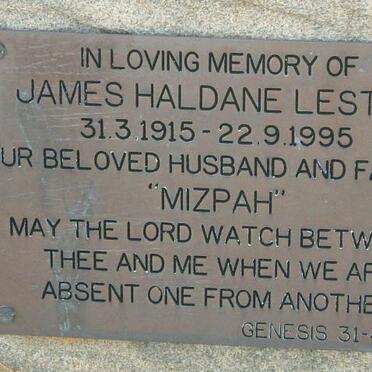 IN LOVING MEMORY OF
JAMES HALDANE LEST
31.3.1915 - 22.9.1995
UR BELOVED HUSBAND AND FA
"MIZPAH"
MAY THE LORD WATCH BETW
THEE AND ME WHEN WE AR
ABSENT ONE FROM ANOTHE
GENESIS 31-